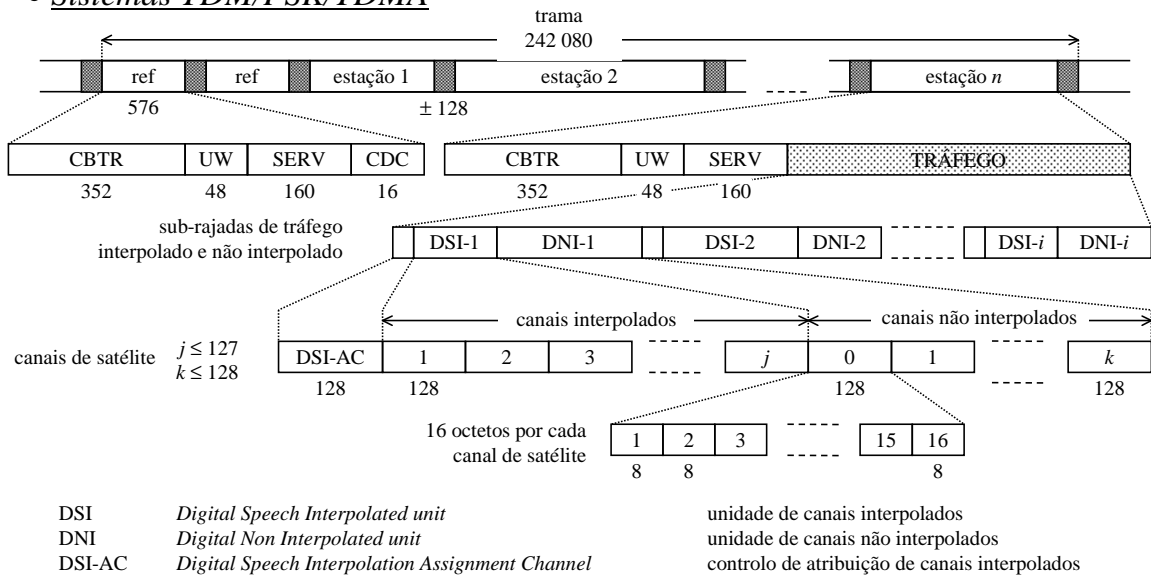 • Sistemas TDM/PSK/TDMA
trama
242 080
ref ref estação 1 estação 2 estação n
576 ± 128
CBTR UW SERV CDC CBTR UW SERV TRÁFEGO
352 48 160 16 352 48 160
sub-rajadas de tráfego
interpolado e não interpolado
DSI-1 DNI-1 DSI-2 DNI-2 DSI-i DNI-i
canais interpolados canais não interpolados
canais de satélite j ≤ 127
k ≤ 128
DSI-AC 1 2 3 j 0 1 k
128 128 128 128
16 octetos por cada
canal de satélite
1 2 3 15 16
8 8 8
DSI Digital Speech Interpolated unit unidade de canais interpolados
DNI Digital Non Interpolated unit unidade de canais não interpolados
DSI-AC Digital Speech Interpolation Assignment Channel controlo de atribuição de canais interpolados